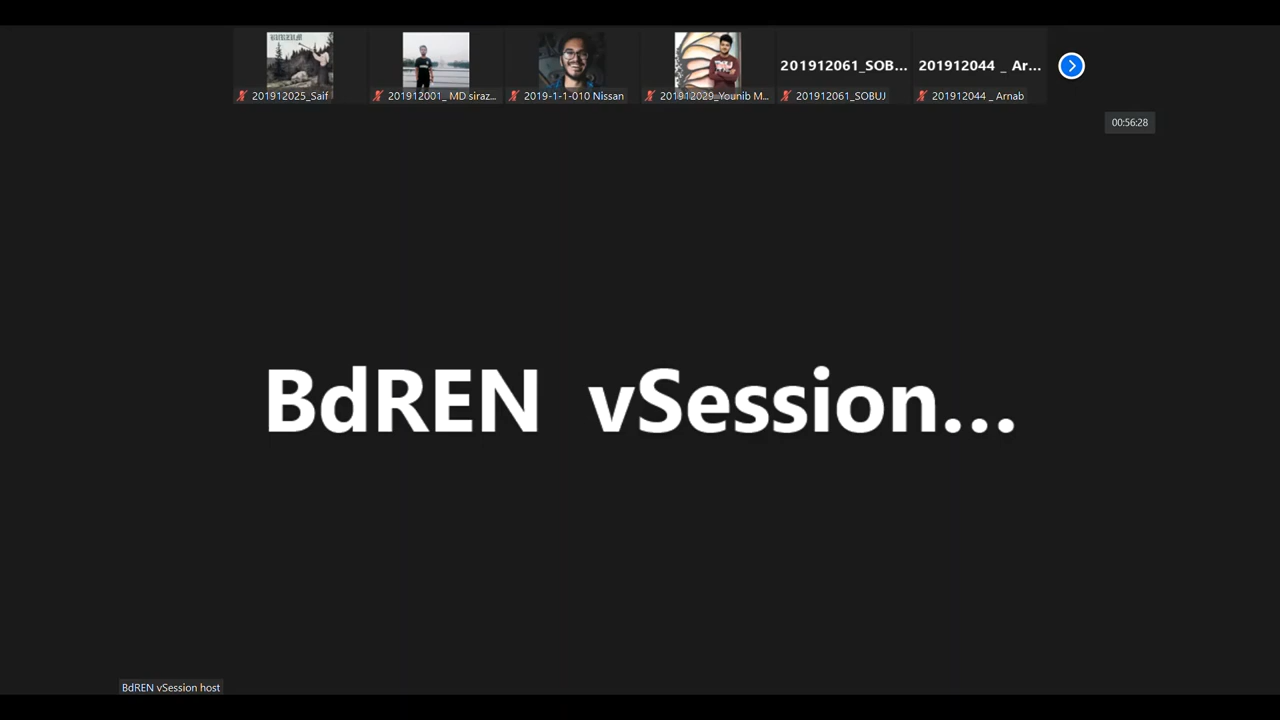 201912061_SOB...
201912044 _ Ar...
201912025_Saif
201912001_ MD siraz...
2019-1-1-010 Nissan
201912029_Younib M...
201912061_SOBUJ
201912044 _ Arnab
00:56:28
BdREN vSession...
BdREN vSession host